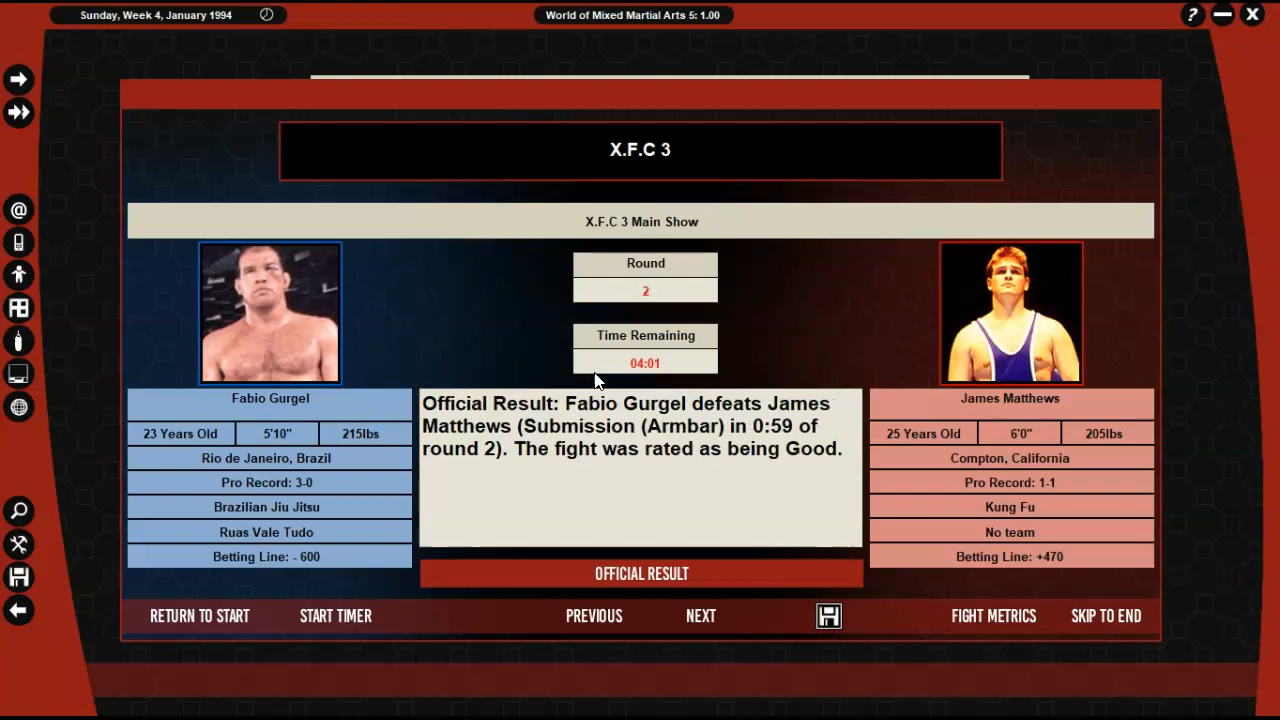 Sunday, Week 4, January 1994
World of Mixed Martial Arts 5: 1.00
?
X
@
X.F.C 3
X.F.C 3 Main Show
Round
2
Time Remaining
04:01
Fabio Gurgel
23 Years Old
5'10"
215lbs
Rio de Janeiro, Brazil
Pro Record: 3-0
Brazilian Jiu Jitsu
Ruas Vale Tudo
Betting Line: - 600
Official Result: Fabio Gurgel defeats James
Matthews (Submission (Armbar) in 0:59 of
round 2). The fight was rated as being Good.
OFFICIAL RESULT
James Matthews
25 Years Old
6'0"
205lbs
Compton, California
Pro Record: 1-1
Kung Fu
No team
Betting Line: +470
RETURN TO START
START TIMER
PREVIOUS
NEXT
FIGHT METRICS
SKIP TO END